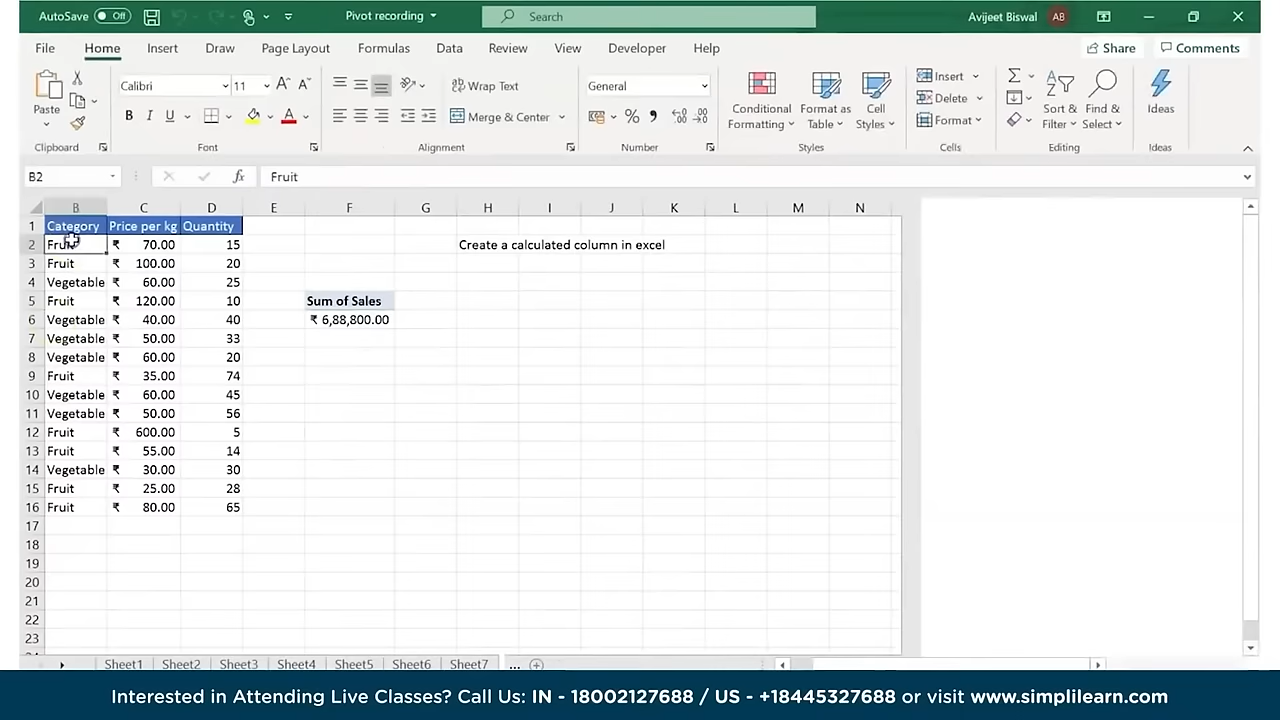 AutoSave Off Pivot recording Search Avijeet Biswal AB
File Home Insert Draw Page Layout Formulas Data Review View Developer Help Share Comments
Calibri 11 A A Wrap Text General Insert
Paste Conditional Format as Cell Sort & Find & Ideas
Delete
B I U A Merge & Center % Formatting Table Styles Format Filter Select
Clipboard Font Alignment Number Styles Cells Editing Ideas
B2 fx Fruit
B C D E F G H I J K L M N
1 Category Price per kg Quantity
2 Fruit ₹ 70.00 15 Create a calculated column in excel
3 Fruit ₹ 100.00 20
4 Vegetable ₹ 60.00 25
5 Fruit ₹ 120.00 10 Sum of Sales
6 Vegetable ₹ 40.00 40 ₹ 6,88,800.00
7 Vegetable ₹ 50.00 33
8 Vegetable ₹ 60.00 20
9 Fruit ₹ 35.00 74
10 Vegetable ₹ 60.00 45
11 Vegetable ₹ 50.00 56
12 Fruit ₹ 600.00 5
13 Fruit ₹ 55.00 14
14 Vegetable ₹ 30.00 30
15 Fruit ₹ 25.00 28
16 Fruit ₹ 80.00 65
17
18
19
20
21
22
23
Sheet1 Sheet2 Sheet3 Sheet4 Sheet5 Sheet6 Sheet7 ...
Interested in Attending Live Classes? Call Us: IN - 18002127688 / US - +18445327688 or visit www.simplilearn.com